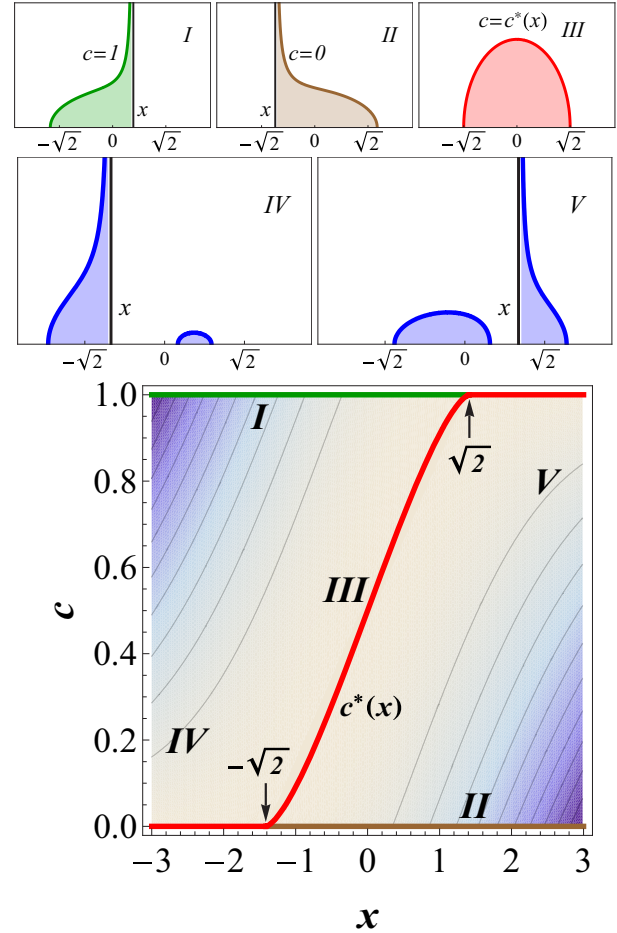 c=1 I
x
−√2 0 √2
II c=0
x
−√2 0 √2
c=c*(x) III
−√2 0 √2
IV
x
−√2 0 √2
V
x
−√2 0 √2
1.0
0.8
0.6
0.4
0.2
0.0
c
I
√2
V
III
c*(x)
IV
−√2
II
−3 −2 −1 0 1 2 3
x